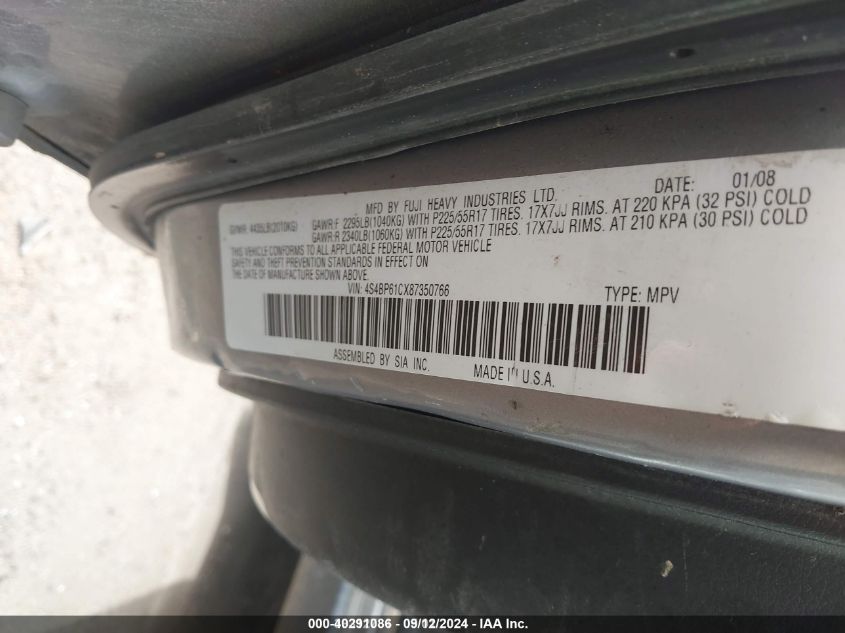 MFD BY FUJI HEAVY INDUSTRIES LTD. DATE: 01/08
GVWR 4435LB(2010KG) GAWR:F 2295LB(1040KG) WITH P225/55R17 TIRES. 17X7JJ RIMS. AT 220 KPA (32 PSI) COLD
GAWR:R 2340LB(1060KG) WITH P225/55R17 TIRES. 17X7JJ RIMS. AT 210 KPA (30 PSI) COLD
THIS VEHICLE CONFORMS TO ALL APPLICABLE FEDERAL MOTOR VEHICLE
SAFETY AND THEFT PREVENTION STANDARDS IN EFFECT
ON THE DATE OF MANUFACTURE SHOWN ABOVE.
VIN: 4S4BP61CX87350766 TYPE: MPV
ASSEMBLED BY SIA INC. MADE IN U.S.A.
000-40291086 - 09/12/2024 - IAA Inc.